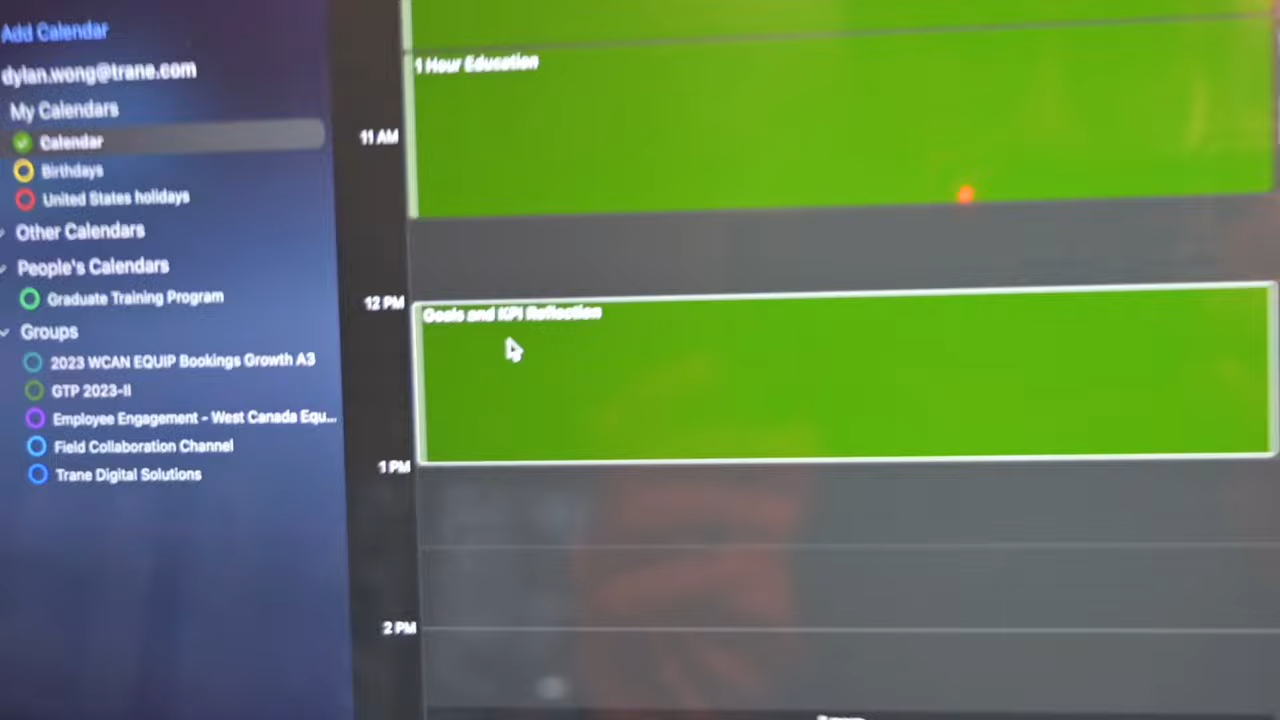 Add Calendar
dylan.wong@trane.com
My Calendars
Calendar
Birthdays
United States holidays
Other Calendars
People's Calendars
Graduate Training Program
Groups
2023 WCAN EQUIP Bookings Growth A3
GTP 2023-II
Employee Engagement - West Canada Equ...
Field Collaboration Channel
Trane Digital Solutions
1 Hour Education
11 AM
12 PM
Goals and KPI Reflection
1 PM
2 PM